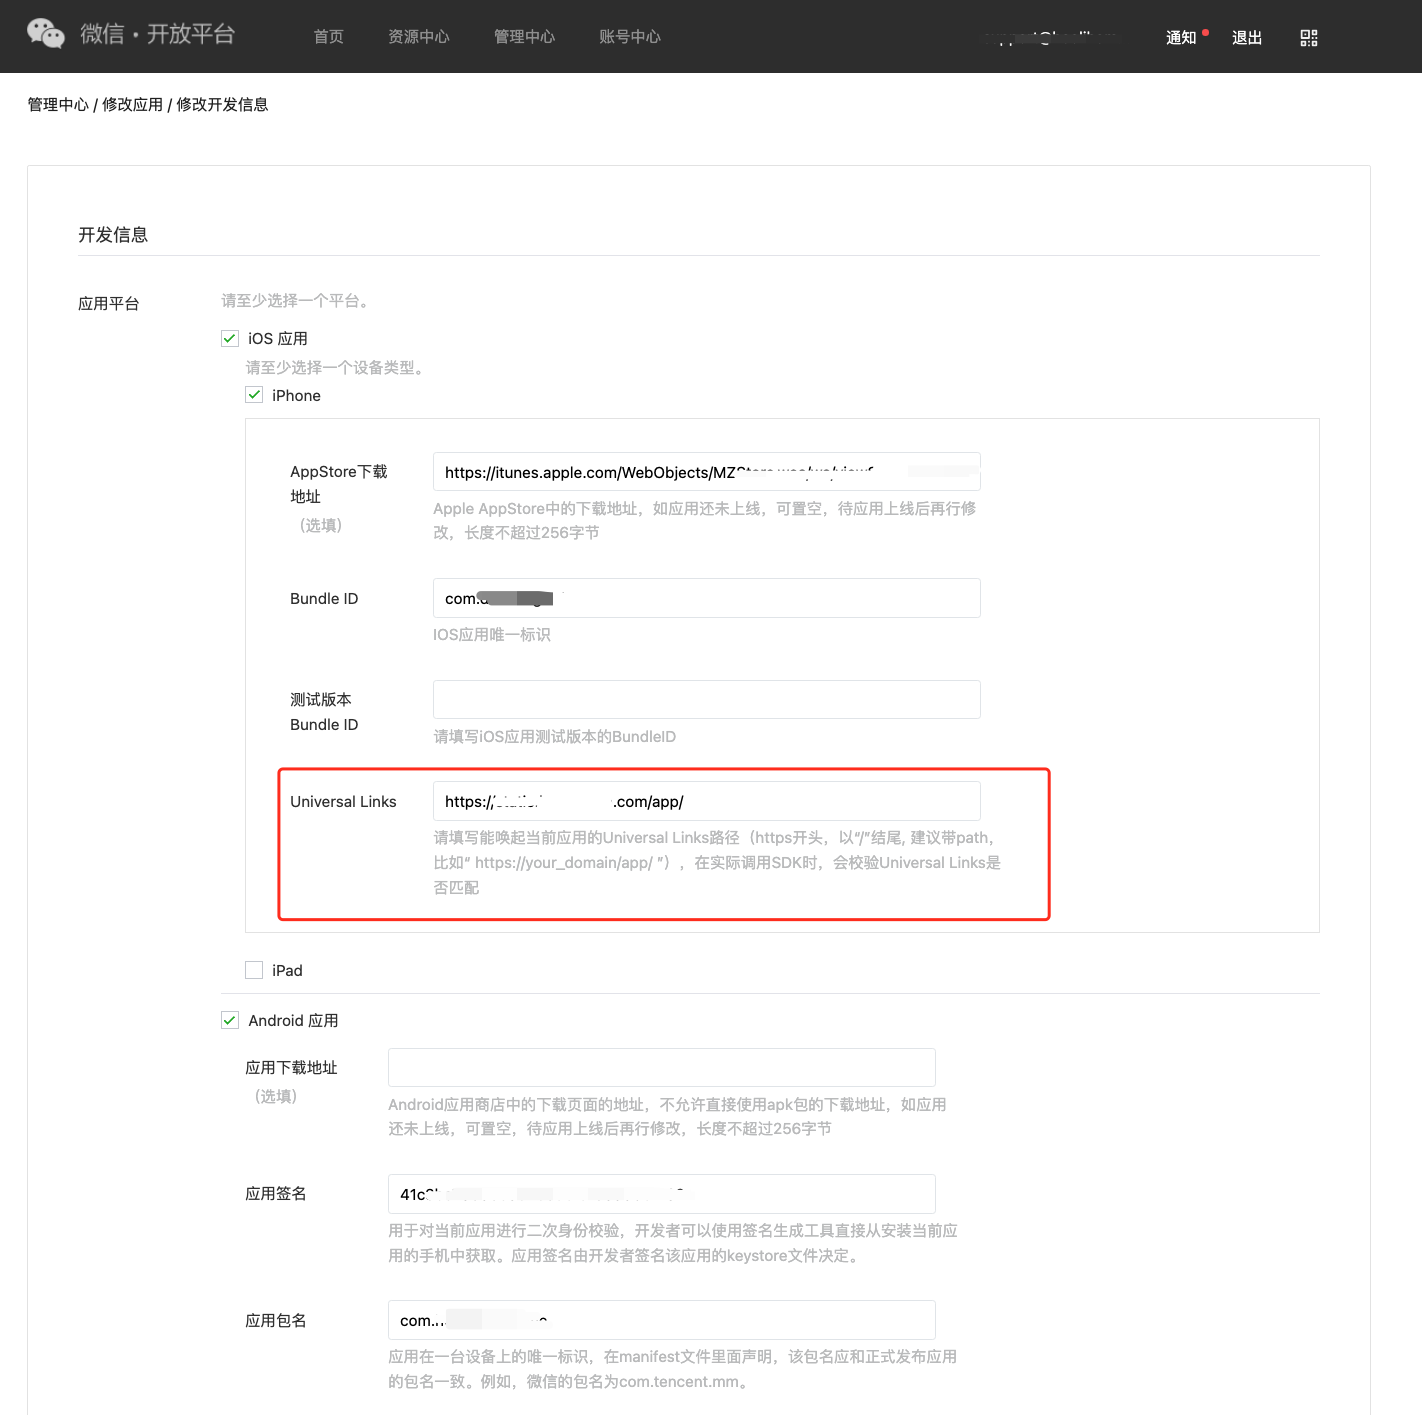 微信·开放平台
首页 资源中心 管理中心 账号中心 通知 退出
管理中心 / 修改应用 / 修改开发信息
开发信息
应用平台
请至少选择一个平台。
iOS 应用
请至少选择一个设备类型。
iPhone
AppStore下载
地址
（选填）
https://itunes.apple.com/WebObjects/MZ
Apple AppStore中的下载地址，如应用还未上线，可置空，待应用上线后再行修
改，长度不超过256字节
Bundle ID
com.
IOS应用唯一标识
测试版本
Bundle ID
请填写iOS应用测试版本的BundleID
Universal Links
https:// .com/app/
请填写能唤起当前应用的Universal Links路径（https开头，以“/”结尾, 建议带path，
比如“ https://your_domain/app/ ”），在实际调用SDK时，会校验Universal Links是
否匹配
iPad
Android 应用
应用下载地址
（选填）
Android应用商店中的下载页面的地址，不允许直接使用apk包的下载地址，如应用
还未上线，可置空，待应用上线后再行修改，长度不超过256字节
应用签名
41c
用于对当前应用进行二次身份校验，开发者可以使用签名生成工具直接从安装当前应
用的手机中获取。应用签名由开发者签名该应用的keystore文件决定。
应用包名
com.
应用在一台设备上的唯一标识，在manifest文件里面声明，该包名应和正式发布应用
的包名一致。例如，微信的包名为com.tencent.mm。